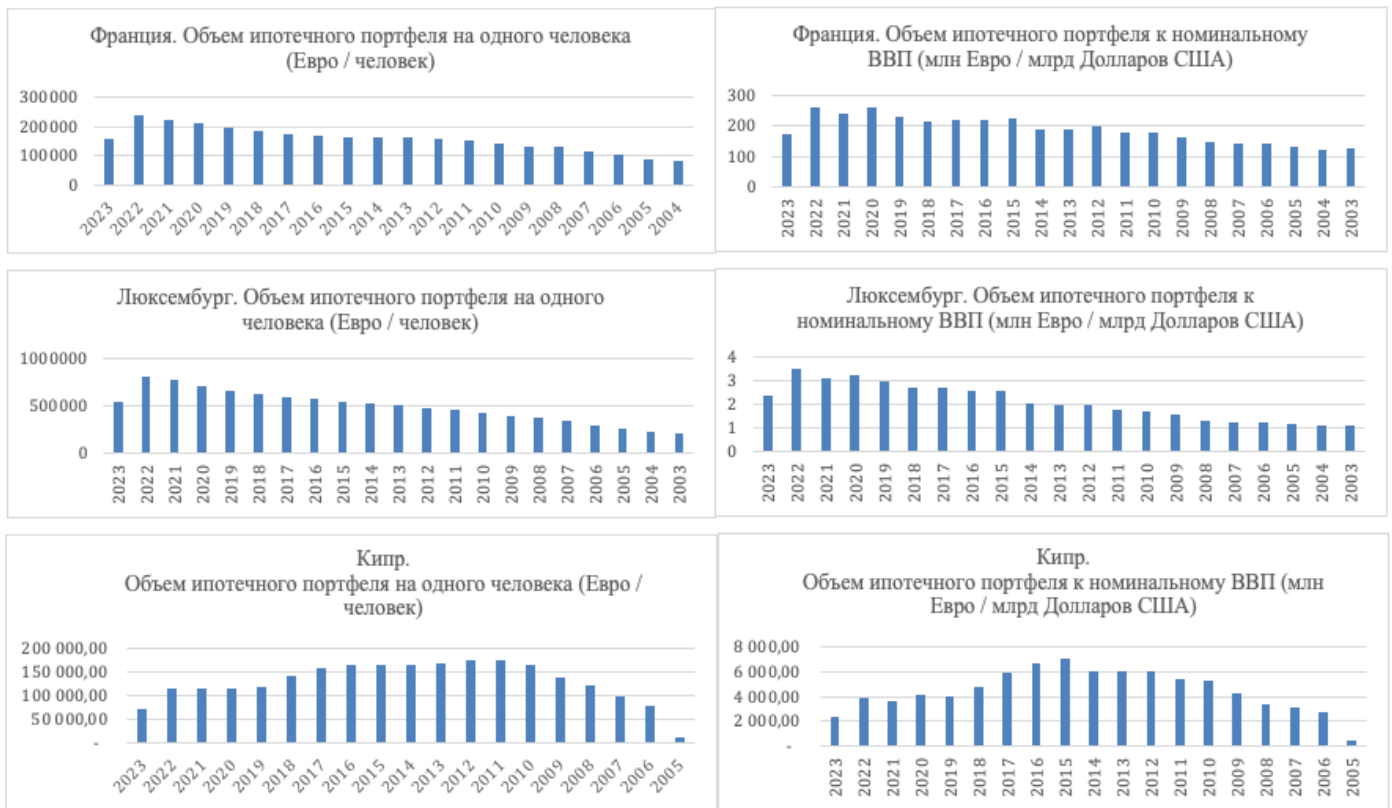 Франция. Объем ипотечного портфеля на одного человека
(Евро / человек)
300000
200000
100000
0
2023 2022 2021 2020 2019 2018 2017 2016 2015 2014 2013 2012 2011 2010 2009 2008 2007 2006 2005 2004
Франция. Объем ипотечного портфеля к номинальному
ВВП (млн Евро / млрд Долларов США)
300
200
100
0
2023 2022 2021 2020 2019 2018 2017 2016 2015 2014 2013 2012 2011 2010 2009 2008 2007 2006 2005 2004 2003
Люксембург. Объем ипотечного портфеля на одного
человека (Евро / человек)
1000000
500000
0
2023 2022 2021 2020 2019 2018 2017 2016 2015 2014 2013 2012 2011 2010 2009 2008 2007 2006 2005 2004 2003
Люксембург. Объем ипотечного портфеля к
номинальному ВВП (млн Евро / млрд Долларов США)
4
3
2
1
0
2023 2022 2021 2020 2019 2018 2017 2016 2015 2014 2013 2012 2011 2010 2009 2008 2007 2006 2005 2004 2003
Кипр.
Объем ипотечного портфеля на одного человека (Евро /
человек)
200 000,00
150 000,00
100 000,00
50 000,00
-
2023 2022 2021 2020 2019 2018 2017 2016 2015 2014 2013 2012 2011 2010 2009 2008 2007 2006 2005
Кипр.
Объем ипотечного портфеля к номинальному ВВП (млн
Евро / млрд Долларов США)
8 000,00
6 000,00
4 000,00
2 000,00
-
2023 2022 2021 2020 2019 2018 2017 2016 2015 2014 2013 2012 2011 2010 2009 2008 2007 2006 2005